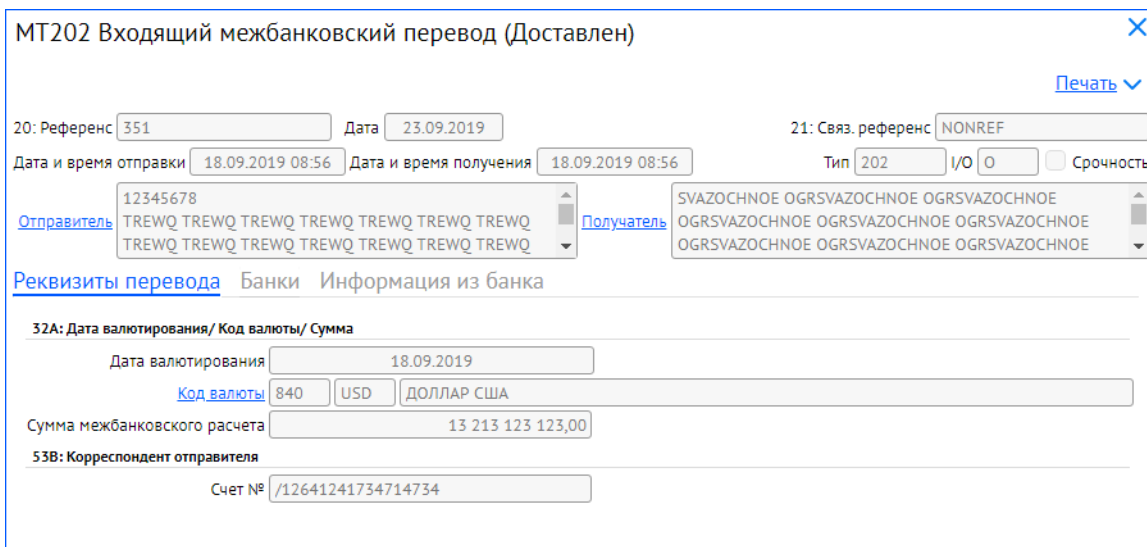 МТ202 Входящий межбанковский перевод (Доставлен)
Печать
20: Референс 351 Дата 23.09.2019 21: Связ. референс NONREF
Дата и время отправки 18.09.2019 08:56 Дата и время получения 18.09.2019 08:56 Тип 202 I/O O Срочность
Отправитель 12345678
TREWQ TREWQ TREWQ TREWQ TREWQ TREWQ TREWQ
TREWQ TREWQ TREWQ TREWQ TREWQ TREWQ TREWQ
Получатель SVAZOCHNOE OGRSVAZOCHNOE OGRSVAZOCHNOE
OGRSVAZOCHNOE OGRSVAZOCHNOE OGRSVAZOCHNOE
OGRSVAZOCHNOE OGRSVAZOCHNOE OGRSVAZOCHNOE
Реквизиты перевода Банки Информация из банка
32А: Дата валютирования/ Код валюты/ Сумма
Дата валютирования 18.09.2019
Код валюты 840 USD ДОЛЛАР США
Сумма межбанковского расчета 13 213 123 123,00
53В: Корреспондент отправителя
Счет № /12641241734714734